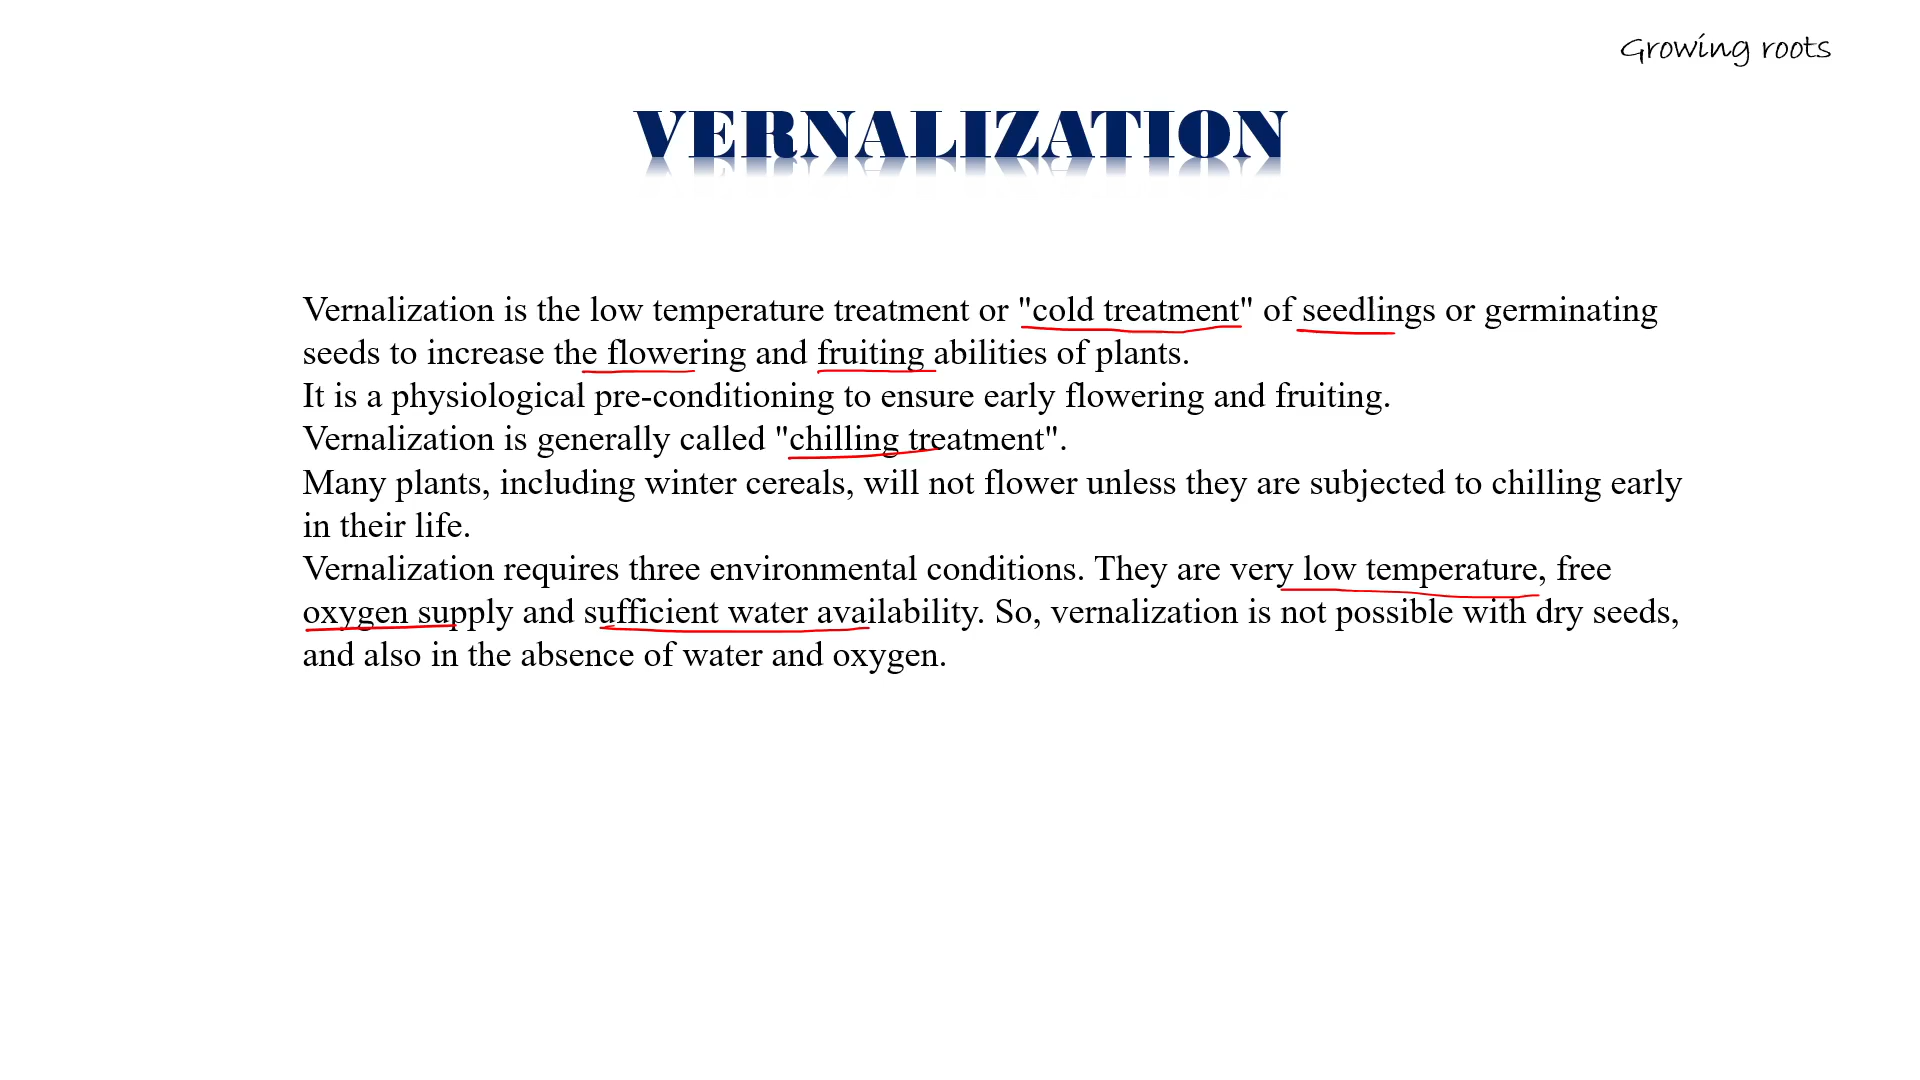 Growing roots
VERNALIZATION
Vernalization is the low temperature treatment or "cold treatment" of seedlings or germinating
seeds to increase the flowering and fruiting abilities of plants.
It is a physiological pre-conditioning to ensure early flowering and fruiting.
Vernalization is generally called "chilling treatment".
Many plants, including winter cereals, will not flower unless they are subjected to chilling early
in their life.
Vernalization requires three environmental conditions. They are very low temperature, free
oxygen supply and sufficient water availability. So, vernalization is not possible with dry seeds,
and also in the absence of water and oxygen.